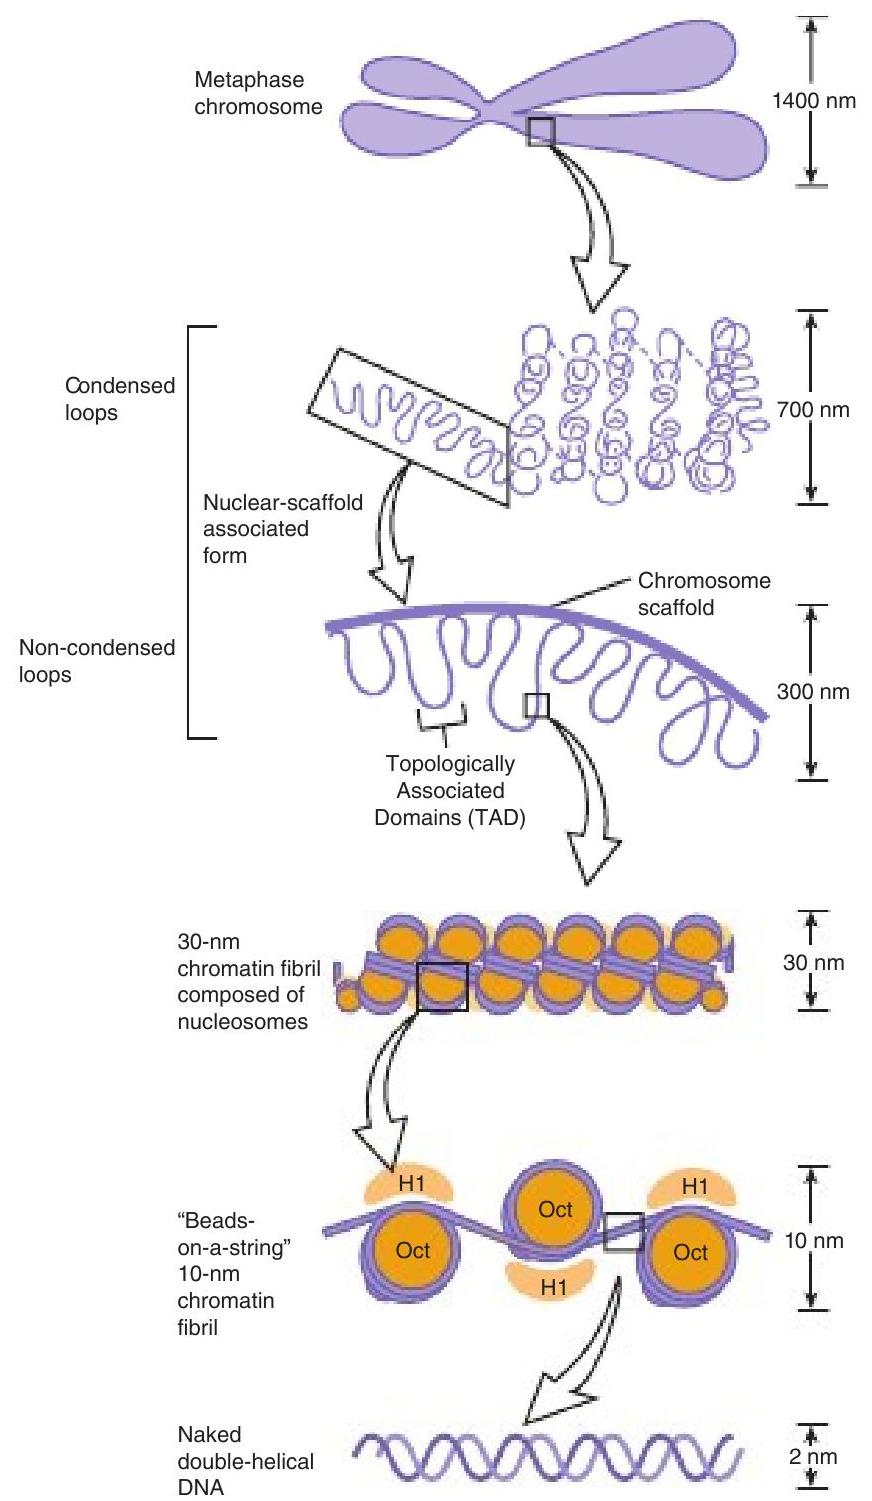 Metaphase
chromosome
1400 nm
Condensed
loops
700 nm
Nuclear-scaffold
associated
form
Chromosome
scaffold
Non-condensed
loops
300 nm
Topologically
Associated
Domains (TAD)
30-nm
chromatin fibril
composed of
nucleosomes
30 nm
H1
H1
Oct
Oct
Oct
H1
“Beads-
on-a-string”
10-nm
chromatin
fibril
10 nm
Naked
double-helical
DNA
2 nm